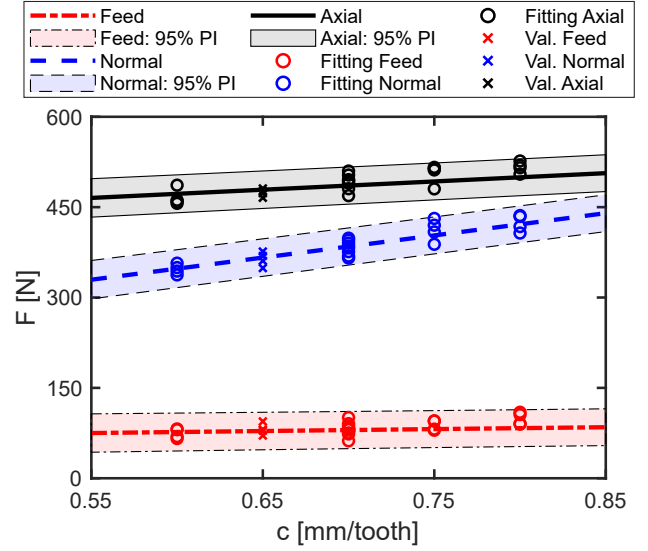 Feed Axial Fitting Axial
Feed: 95% PI Axial: 95% PI Val. Feed
Normal Fitting Feed Val. Normal
Normal: 95% PI Fitting Normal Val. Axial
600
450
300
150
0
F [N]
0.55 0.65 0.75 0.85
c [mm/tooth]